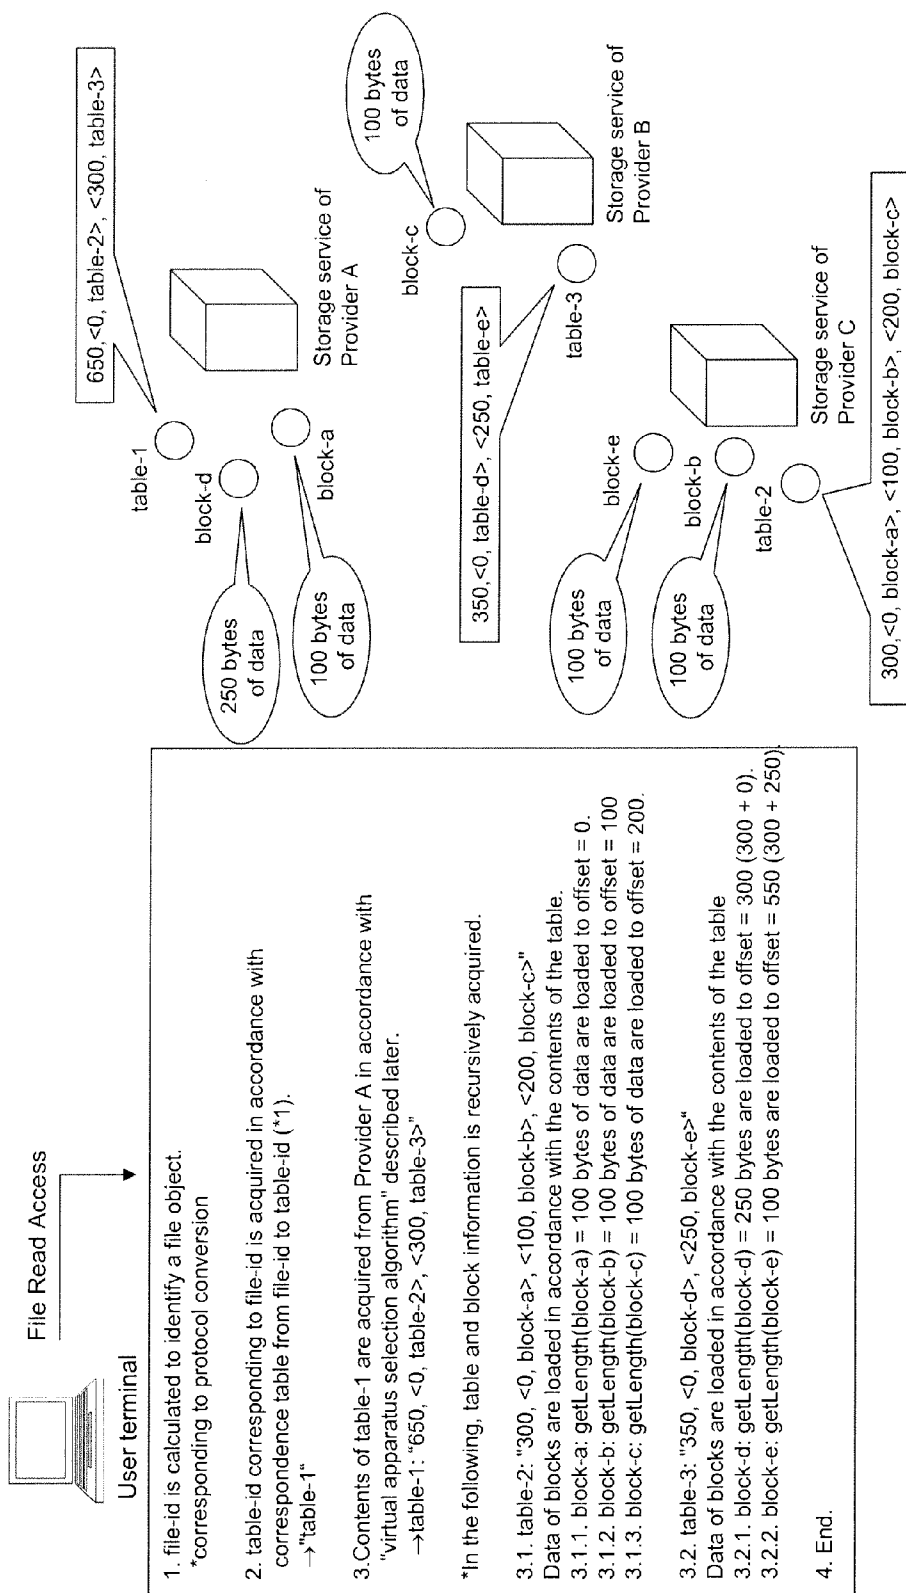 File Read Access
User terminal
1. file-id is calculated to identify a file object.
*corresponding to protocol conversion
2. table-id corresponding to file-id is acquired in accordance with
correspondence table from file-id to table-id (*1).
→"table-1"
3.Contents of table-1 are acquired from Provider A in accordance with
"virtual apparatus selection algorithm" described later.
→table-1: "650, <0, table-2>, <300, table-3>"
*In the following, table and block information is recursively acquired.
3.1. table-2: "300, <0, block-a>, <100, block-b>, <200, block-c>"
Data of blocks are loaded in accordance with the contents of the table.
3.1.1. block-a: getLength(block-a) = 100 bytes of data are loaded to offset = 0.
3.1.2. block-b: getLength(block-b) = 100 bytes of data are loaded to offset = 100
3.1.3. block-c: getLength(block-c) = 100 bytes of data are loaded to offset = 200.
3.2. table-3: "350, <0, block-d>, <250, block-e>"
Data of blocks are loaded in accordance with the contents of the table
3.2.1. block-d: getLength(block-d) = 250 bytes are loaded to offset = 300 (300 + 0).
3.2.2. block-e: getLength(block-e) = 100 bytes are loaded to offset = 550 (300 + 250).
4. End.
650,<0, table-2>, <300, table-3>
table-1
block-d
250 bytes
of data
block-a
100 bytes
of data
Storage service of
Provider A
100 bytes
of data
block-c
350,<0, table-d>, <250, table-e>
table-3
Storage service of
Provider B
block-e
100 bytes
of data
block-b
100 bytes
of data
table-2
Storage service of
Provider C
300,<0, block-a>, <100, block-b>, <200, block-c>